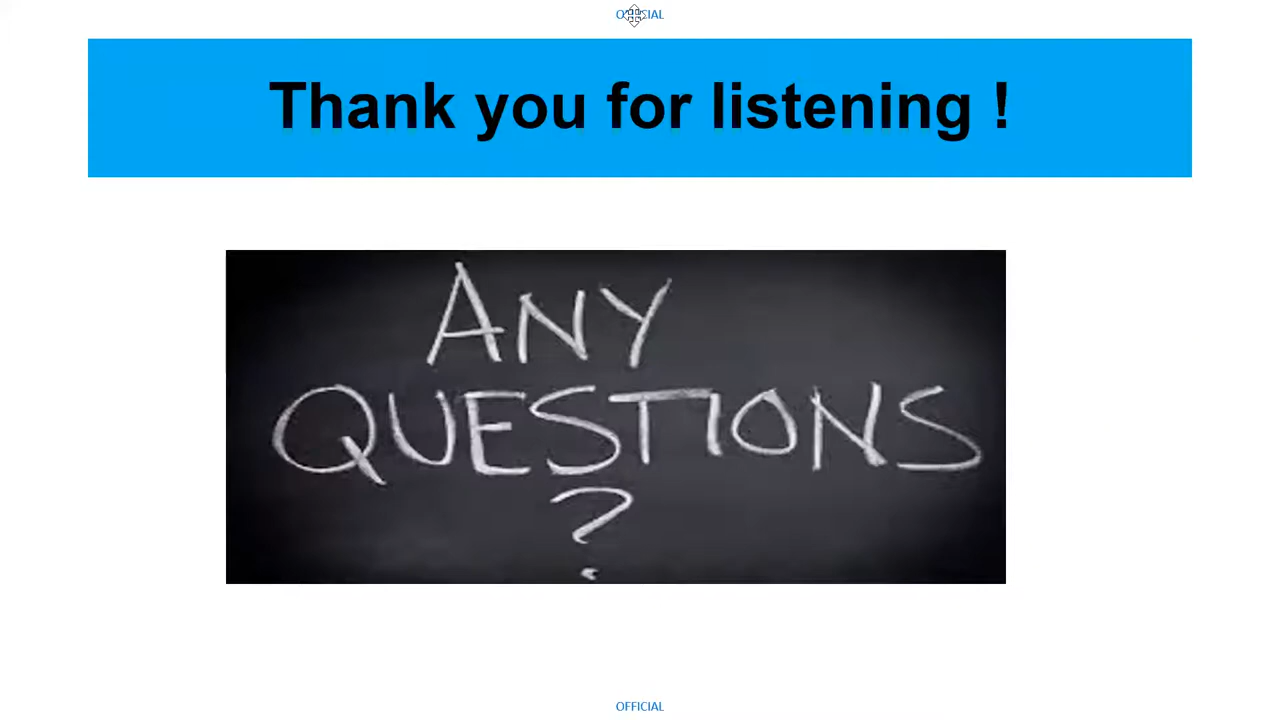 OFFICIAL
Thank you for listening !
ANY
QUESTIONS
?
OFFICIAL